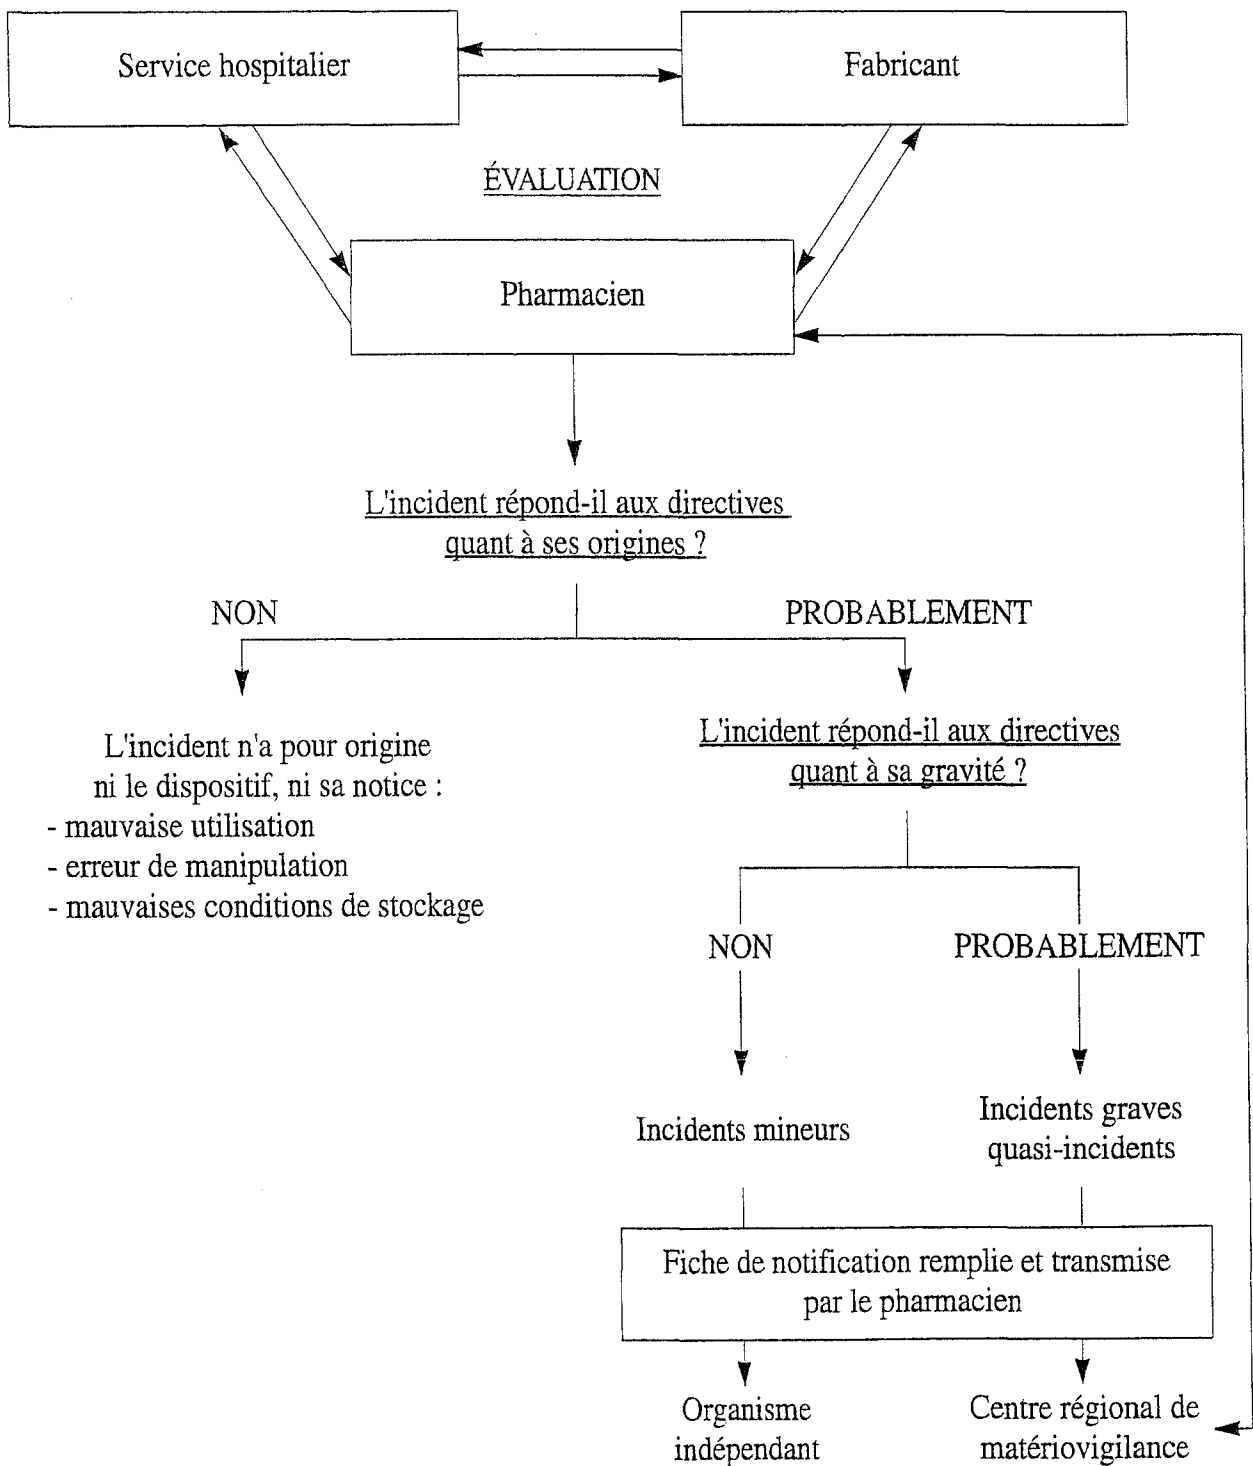 Service hospitalier
Fabricant
ÉVALUATION
Pharmacien
L'incident répond-il aux directives
quant à ses origines ?
NON
PROBABLEMENT
L'incident n'a pour origine
ni le dispositif, ni sa notice :
- mauvaise utilisation
- erreur de manipulation
- mauvaises conditions de stockage
L'incident répond-il aux directives
quant à sa gravité ?
NON
PROBABLEMENT
Incidents mineurs
Incidents graves
quasi-incidents
Fiche de notification remplie et transmise
par le pharmacien
Organisme
indépendant
Centre régional de
matériovigilance